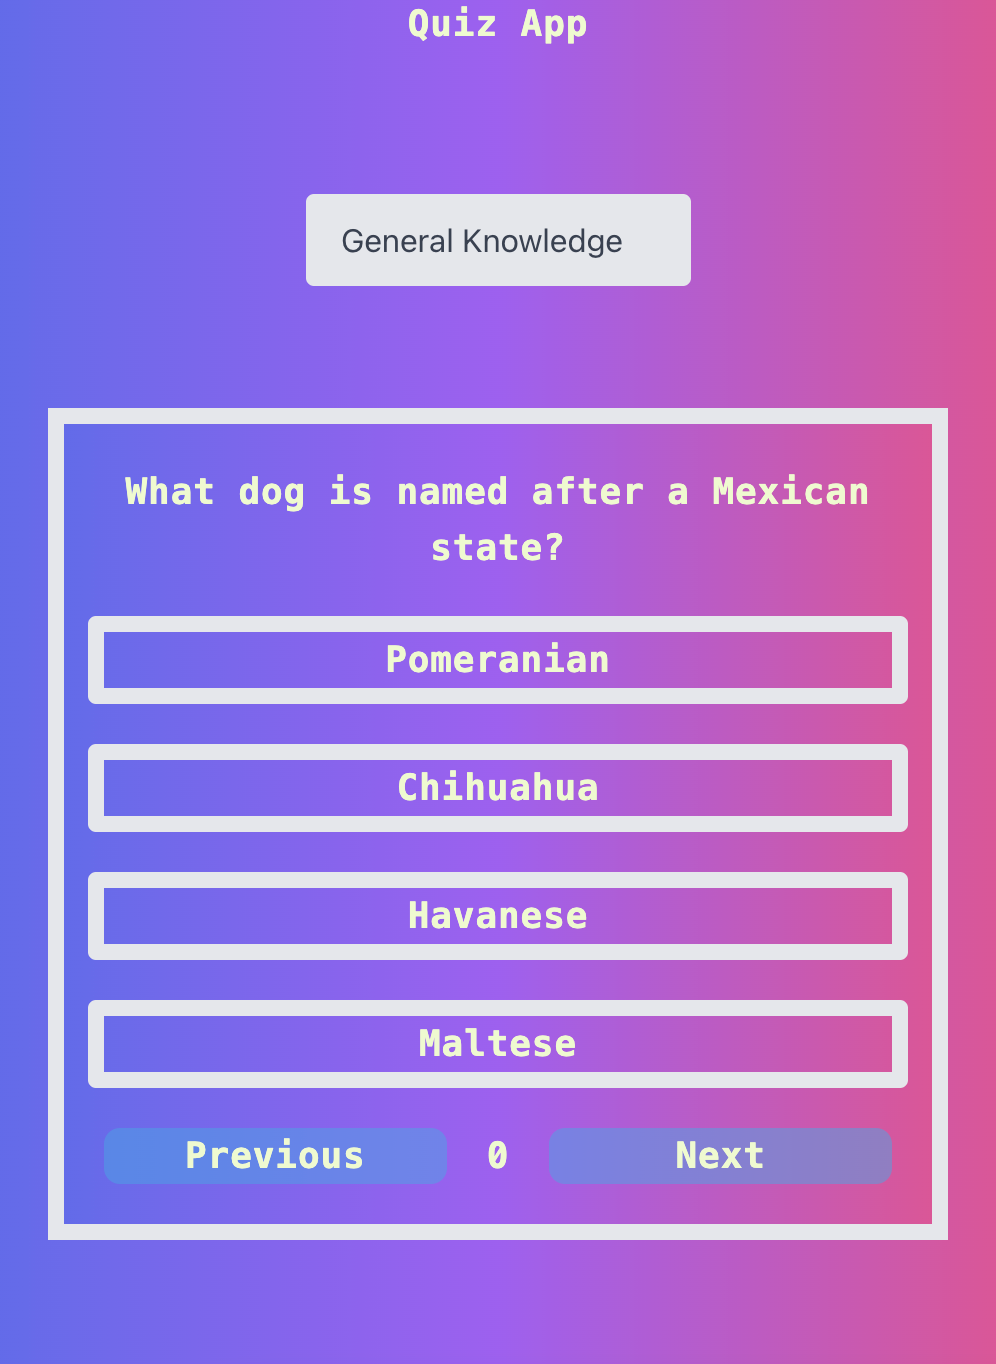 Quiz App
General Knowledge
What dog is named after a Mexican
state?
Pomeranian
Chihuahua
Havanese
Maltese
Previous 0 Next